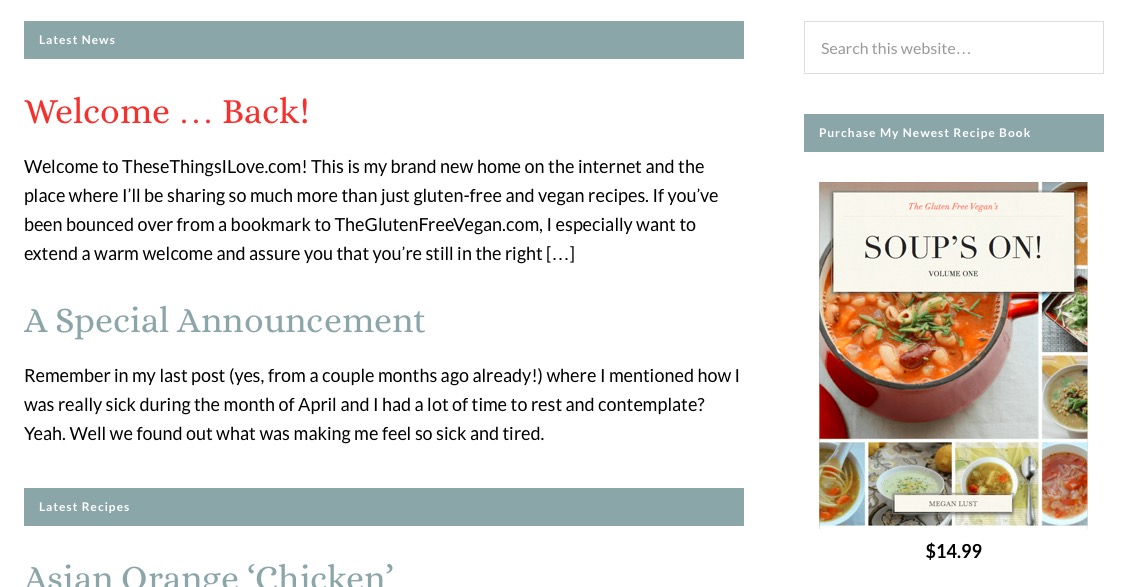 Latest News
Welcome … Back!
Welcome to TheseThingsILove.com! This is my brand new home on the internet and the
place where I’ll be sharing so much more than just gluten-free and vegan recipes. If you’ve
been bounced over from a bookmark to TheGlutenFreeVegan.com, I especially want to
extend a warm welcome and assure you that you’re still in the right […]
A Special Announcement
Remember in my last post (yes, from a couple months ago already!) where I mentioned how I
was really sick during the month of April and I had a lot of time to rest and contemplate?
Yeah. Well we found out what was making me feel so sick and tired.
Latest Recipes
Asian Orange ‘Chicken’
Search this website…
Purchase My Newest Recipe Book
The Gluten Free Vegan's
SOUP'S ON!
VOLUME ONE
MEGAN LUST
$14.99